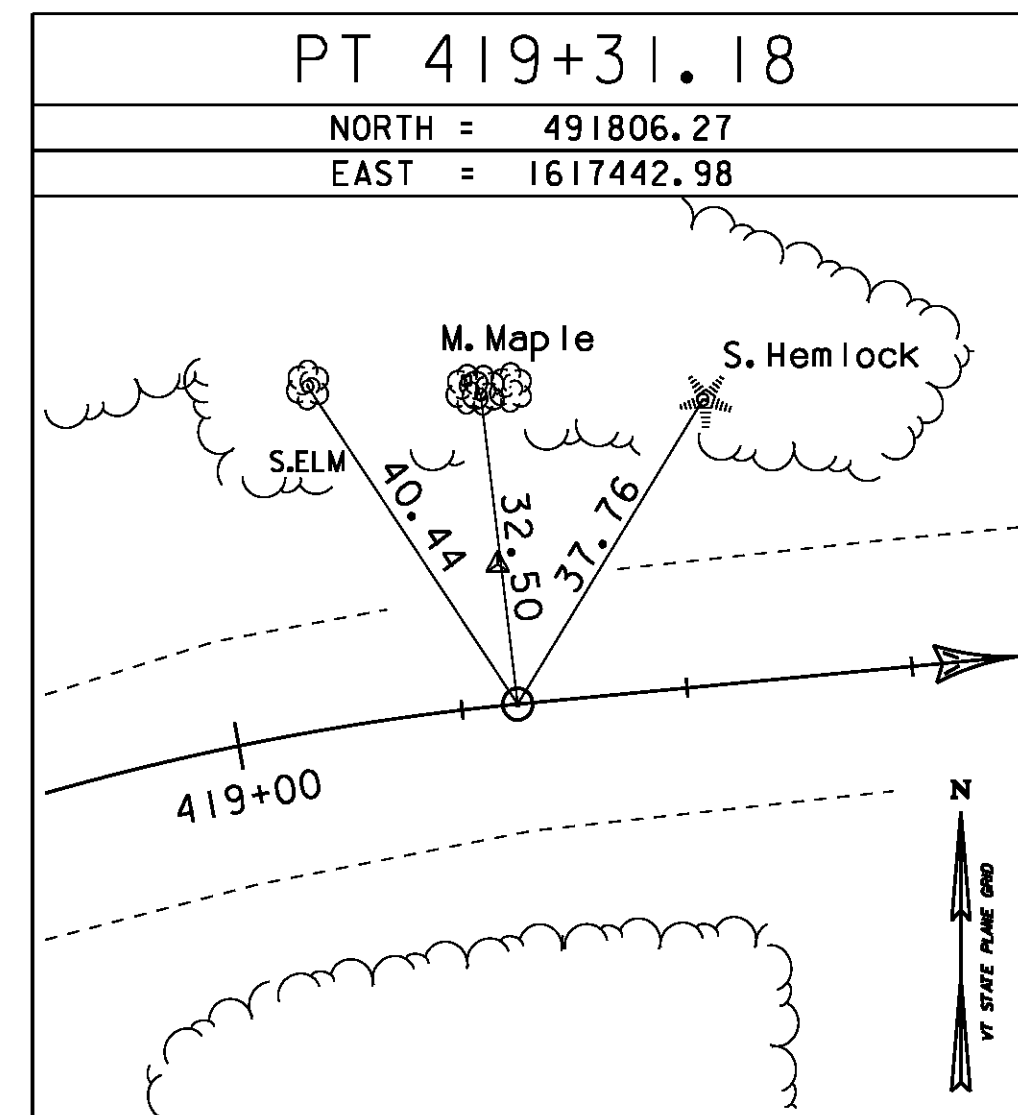 PT 419+31.18
NORTH = 491806.27
EAST = 1617442.98
M. Maple
S. Hemlock
S.ELM
40.44
32.50
37.76
419+00
N
VT STATE PLANE GRID